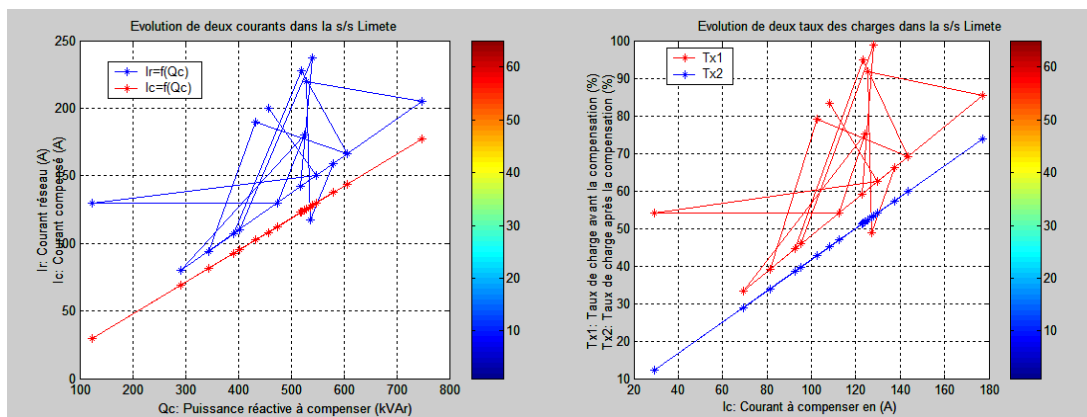 Evolution de deux courants dans la s/s Limete
250
200
150
100
50
0
Ir: Courant réseau (A)
Ic: Courant compensé (A)
Ir=f(Qc)
Ic=f(Qc)
100 200 300 400 500 600 700 800
Qc: Puissance réactive à compenser (kVAr)
60
50
40
30
20
10
Evolution de deux taux des charges dans la s/s Limete
100
90
80
70
60
50
40
30
20
10
Tx1: Taux de charge avant la compensation (%)
Tx2: Taux de charge après la compensation (%)
Tx1
Tx2
20 40 60 80 100 120 140 160 180
Ic: Courant à compenser en (A)
60
50
40
30
20
10